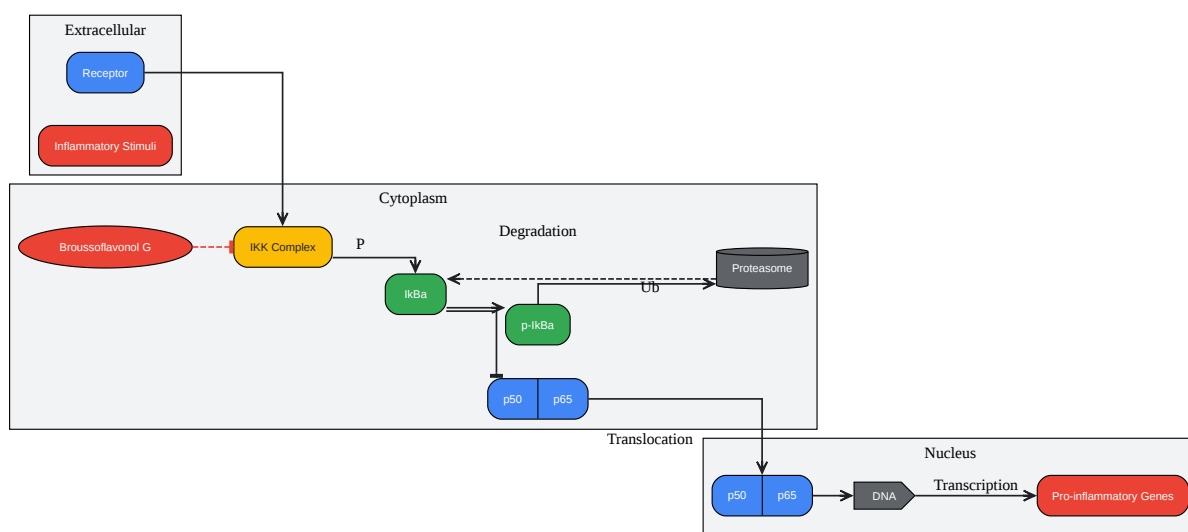 Extracellular
Receptor
Inflammatory Stimuli
Cytoplasm
Broussoflavonol G
IKK Complex
P
Degradation
Proteasome
IkBa
Ub
p-IkBa
p50 p65
Translocation
Nucleus
p50 p65
DNA
Transcription
Pro-inflammatory Genes